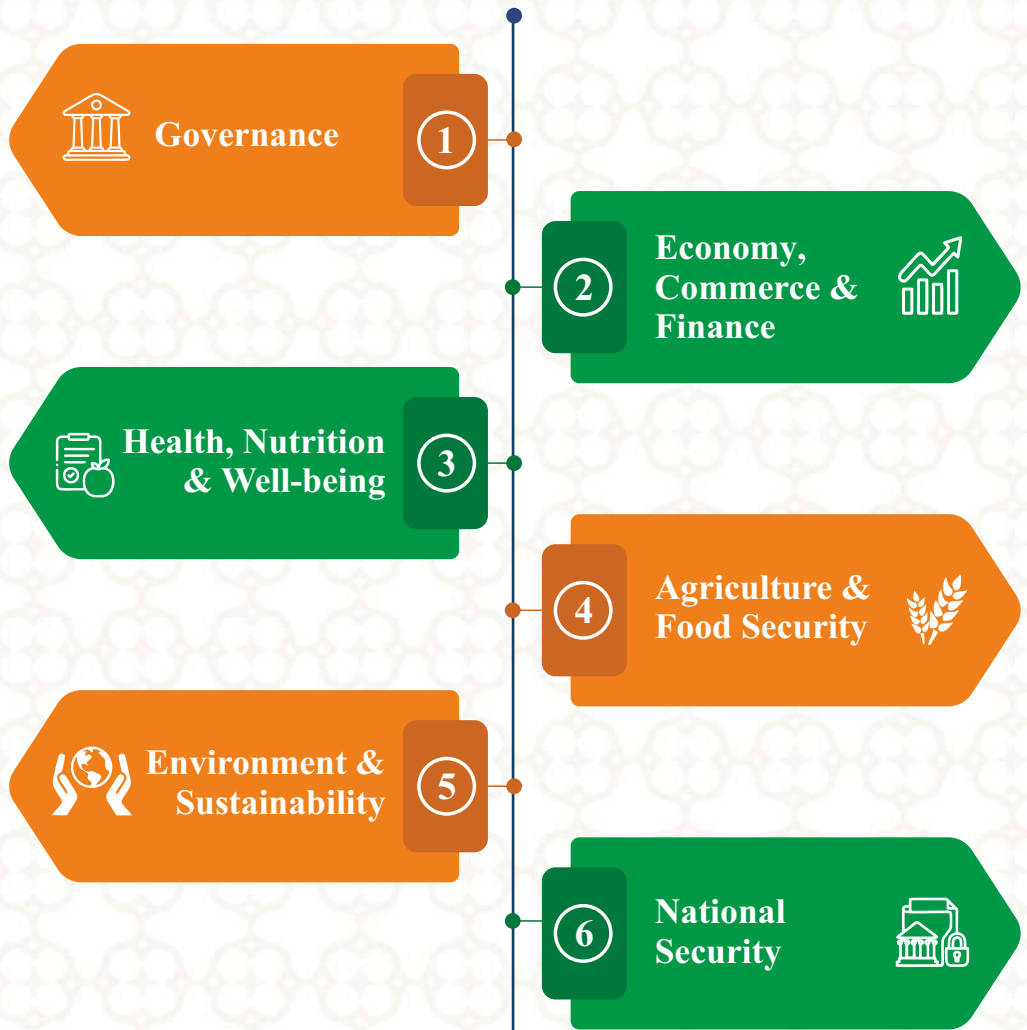 Governance
1
2
Economy,
Commerce &
Finance
Health, Nutrition
& Well-being
3
4
Agriculture &
Food Security
Environment &
Sustainability
5
6
National
Security